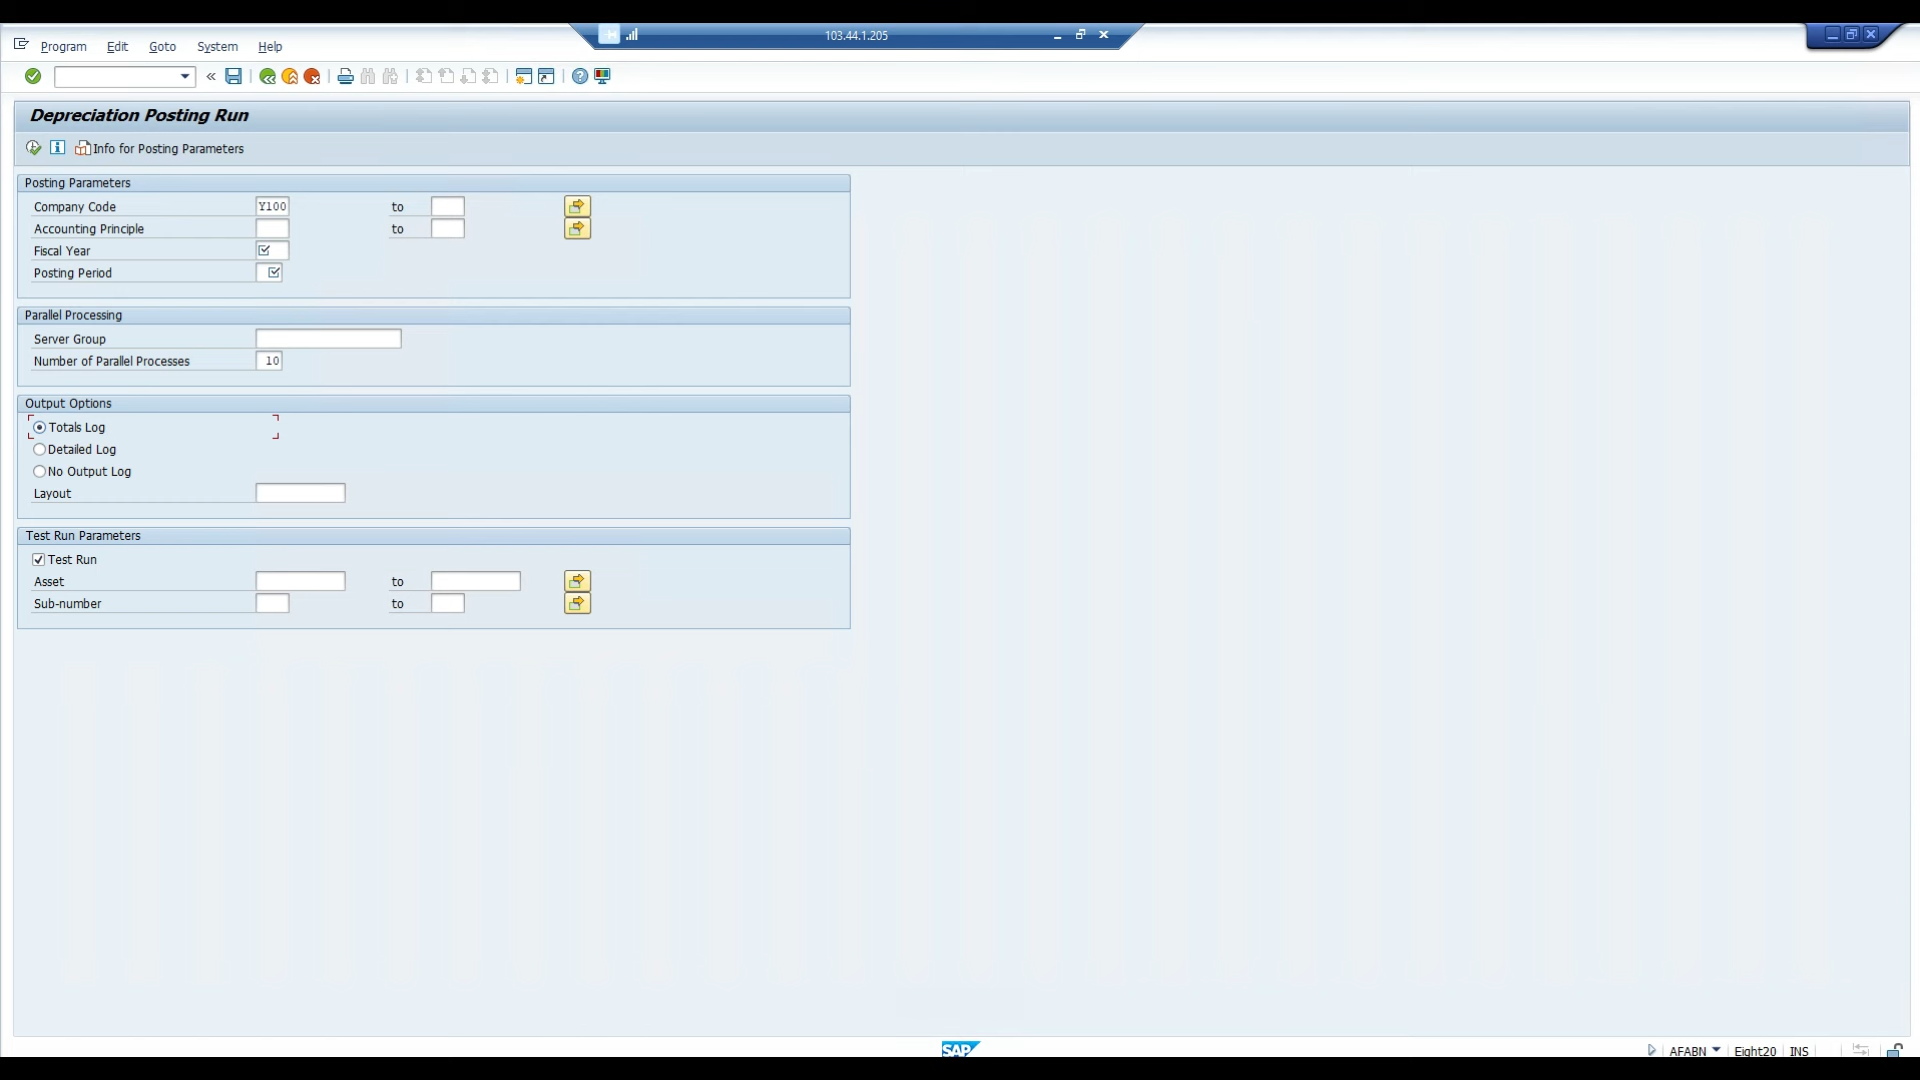 103.44.1.205
Program Edit Goto System Help
Depreciation Posting Run
Info for Posting Parameters
Posting Parameters
Company Code Y100 to
Accounting Principle to
Fiscal Year
Posting Period
Parallel Processing
Server Group
Number of Parallel Processes 10
Output Options
Totals Log
Detailed Log
No Output Log
Layout
Test Run Parameters
Test Run
Asset to
Sub-number to
SAP AFABN Eight20 INS